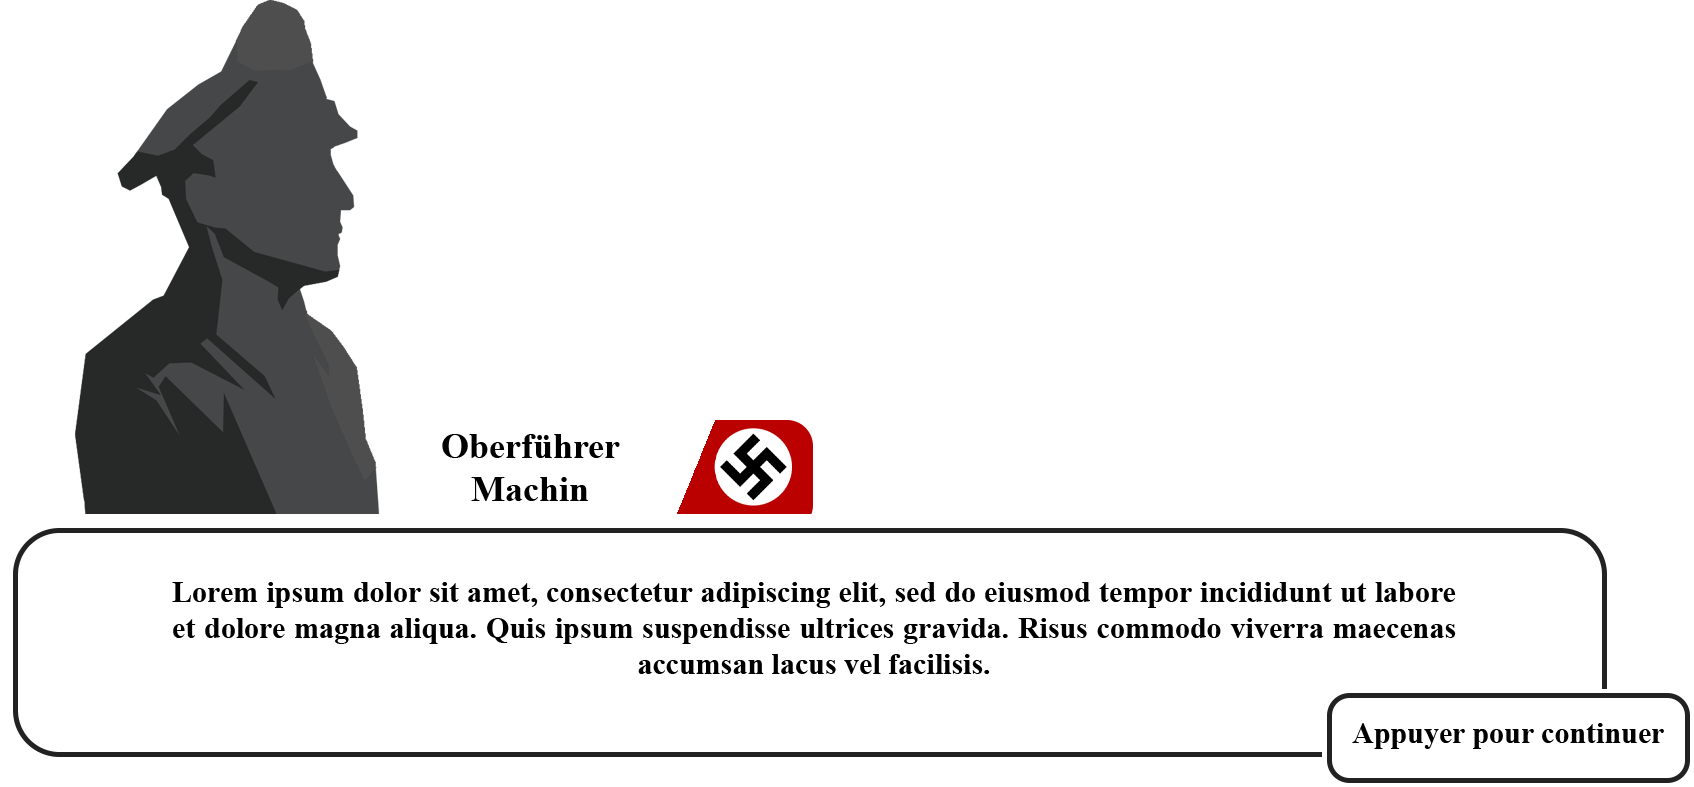 Oberführer
Machin
Lorem ipsum dolor sit amet, consectetur adipiscing elit, sed do eiusmod tempor incididunt ut labore
et dolore magna aliqua. Quis ipsum suspendisse ultrices gravida. Risus commodo viverra maecenas
accumsan lacus vel facilisis.
Appuyer pour continuer